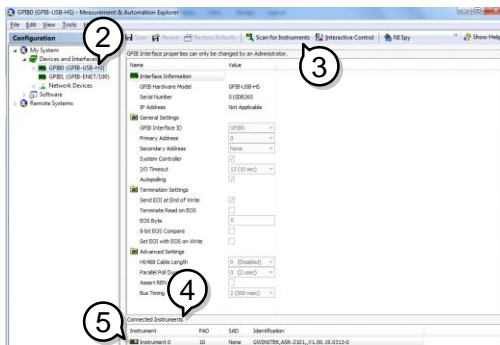 GPIB0 (GPIB-USB-HS) - Measurement & Automation Explorer
File Edit View Tools
Configuration
2
Save Revert Restore Defaults Scan for Instruments Interactive Control NI Spy Show Help
3
My System
Devices and Interfaces
GPIB0 (GPIB-USB-HS)
GPIB1 (GPIB-ENET/100)
Network Devices
Software
Remote Systems
GPIB Interface properties can only be changed by an Administrator.
Name Value
Interface Information
GPIB Hardware Model GPIB-USB-HS
Serial Number
IP Address Not Applicable
General Settings
GPIB Interface ID GPIB0
Primary Address 0
Secondary Address None
System Controller
I/O Timeout 13 (10 sec)
Autopolling
Termination Settings
Send EOI at End of Write
Terminate Read on EOS
EOS Byte 0
8-bit EOS Compare
Set EOI with EOS on Write
Advanced Settings
HS488 Cable Length 0 (Disabled)
Parallel Poll 0 (2 usec)
Assert REN
Bus Timing 2 (500 nsec)
4
Connected Instruments
5
Instrument PAD SAD Identification
Instrument 0 10 None GWINSTEK,ASR-2101,,Y1.00.19.0313-0